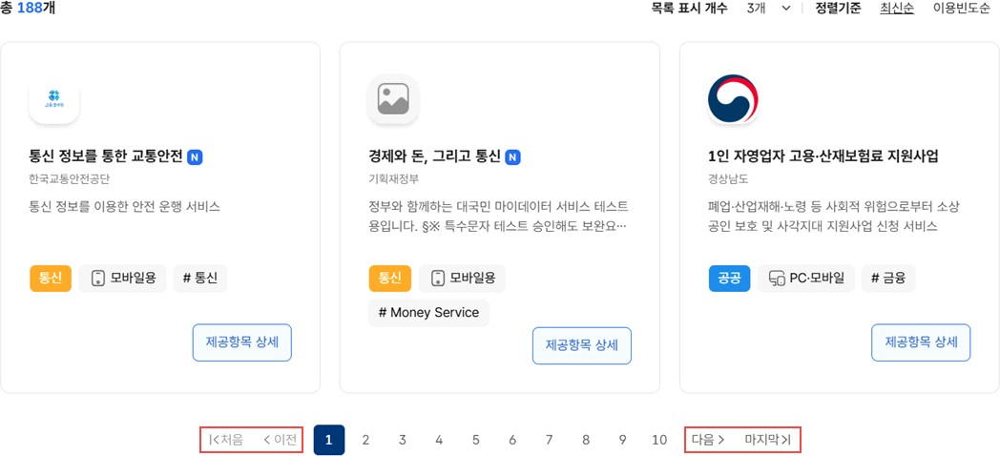 총 188개
목록 표시 개수 3개 정렬기준 최신순 이용빈도순
통신 정보를 통한 교통안전 N
한국교통안전공단
통신 정보를 이용한 안전 운행 서비스
통신 모바일용 # 통신
제공항목 상세
경제와 돈, 그리고 통신 N
기획재정부
정부와 함께하는 대국민 마이데이터 서비스 테스트
용입니다. §※ 특수문자 테스트 승인해도 보완요…
통신 모바일용
# Money Service
제공항목 상세
1인 자영업자 고용·산재보험료 지원사업
경상남도
폐업·산업재해·노령 등 사회적 위험으로부터 소상
공인 보호 및 사각지대 지원사업 신청 서비스
공공 PC·모바일 # 금융
제공항목 상세
처음 이전 1 2 3 4 5 6 7 8 9 10 다음 마지막